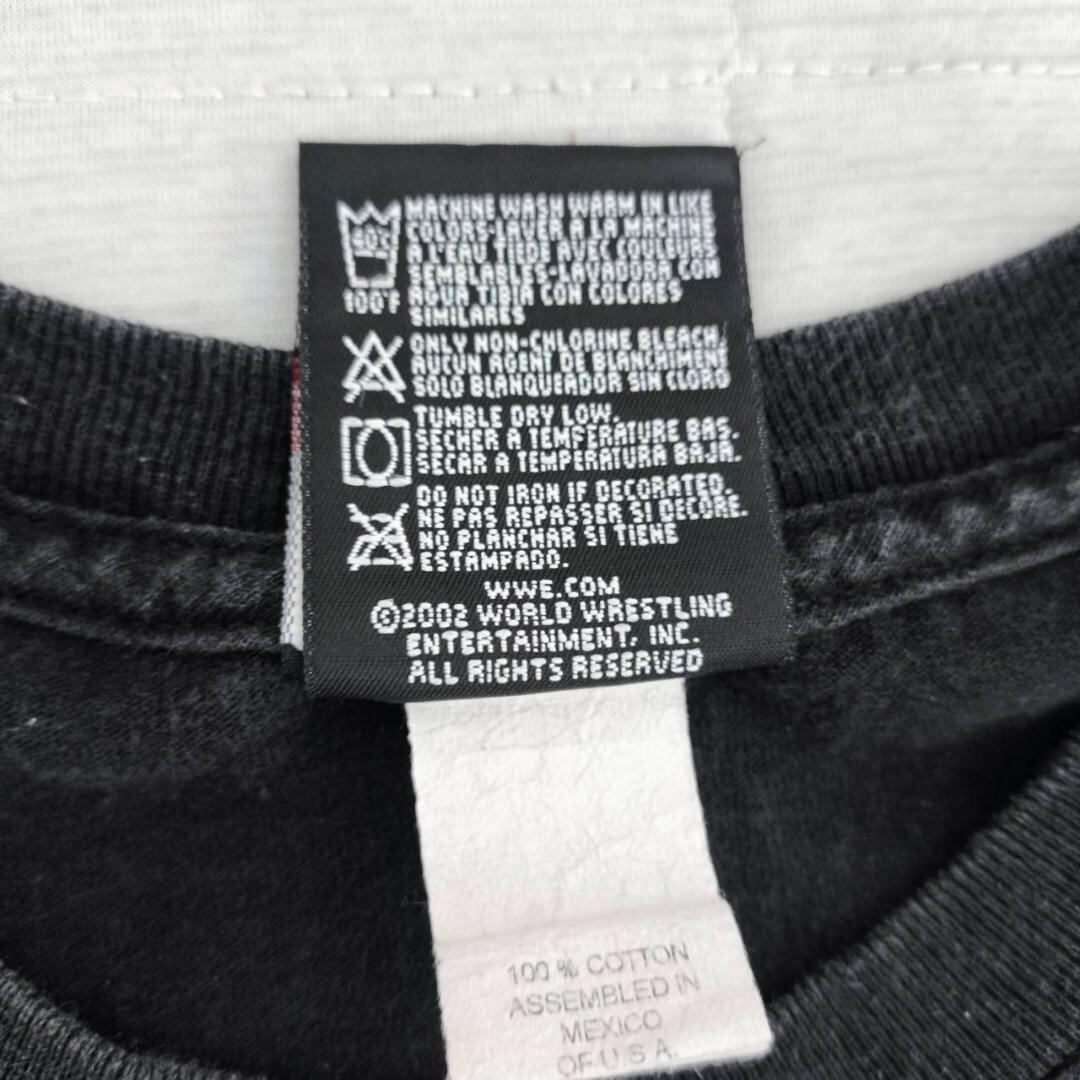 MACHINE WASH WARM IN LIKE
COLORS-LAVER A LA MACHINE
A L'EAU TIEDE AVEC COULEURS
SEMBLABLES-LAVADORA CON
AGUA TIBIA CON COLORES
SIMILARES
40°C
100°F
ONLY NON-CHLORINE BLEACH.
AUCUN AGENT DE BLANCHIMENT
SOLO BLANQUEADOR SIN CLORO
TUMBLE DRY LOW.
SECHER A TEMPERATURE BAS.
SECAR A TEMPERATURA BAJA.
DO NOT IRON IF DECORATED.
NE PAS REPASSER SI DECORE.
NO PLANCHAR SI TIENE
ESTAMPADO.
WWE.COM
©2002 WORLD WRESTLING
ENTERTAINMENT, INC.
ALL RIGHTS RESERVED
100 % COTTON
ASSEMBLED IN
MEXICO
OF U.S.A.